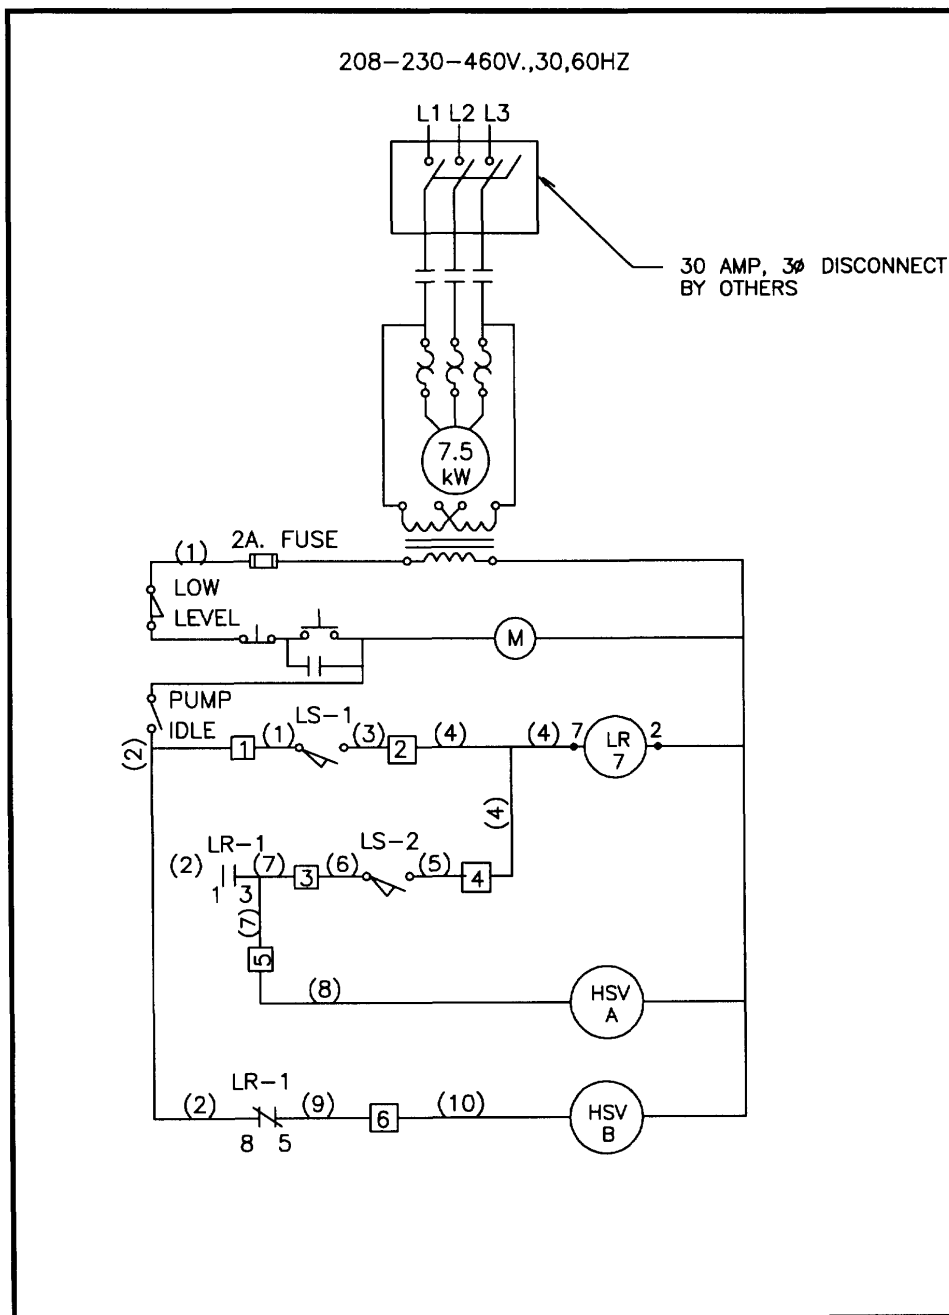 208-230-460V.,30,60HZ
L1 L2 L3
30 AMP, 3ø DISCONNECT
BY OTHERS
7.5
kW
(1) 2A. FUSE
LOW
LEVEL
M
PUMP
IDLE
LS-1
(2)
1 (1) (3) 2 (4) (4) 7 LR 2
7
(4)
LR-1 LS-2
(2) (7) 3 (6) (5) 4
1 3
(7)
5
(8) HSV
A
LR-1
(2) (9) 6 (10) HSV
B
8 5